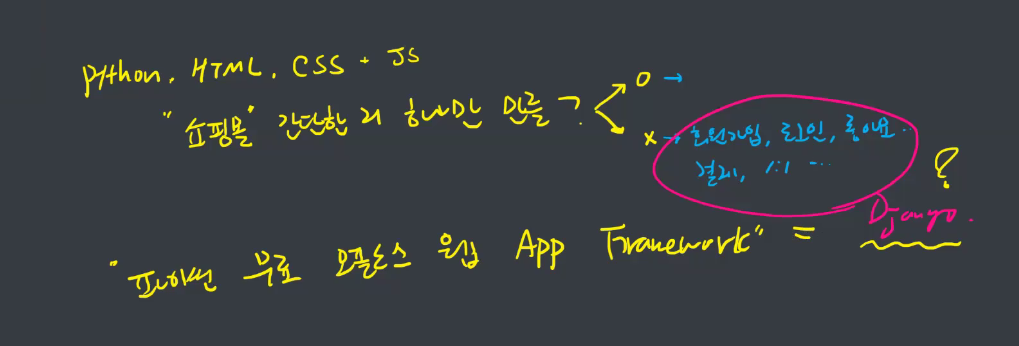 Python, HTML, CSS + JS
"쇼핑몰" 간단한 거 하나만 만들 ?
O →
X → 회원가입, 로그인, 좋아요 ..
결제, 1:1 ...
?
Django.
"파이썬 무료 오픈소스 웹 App Framework" =